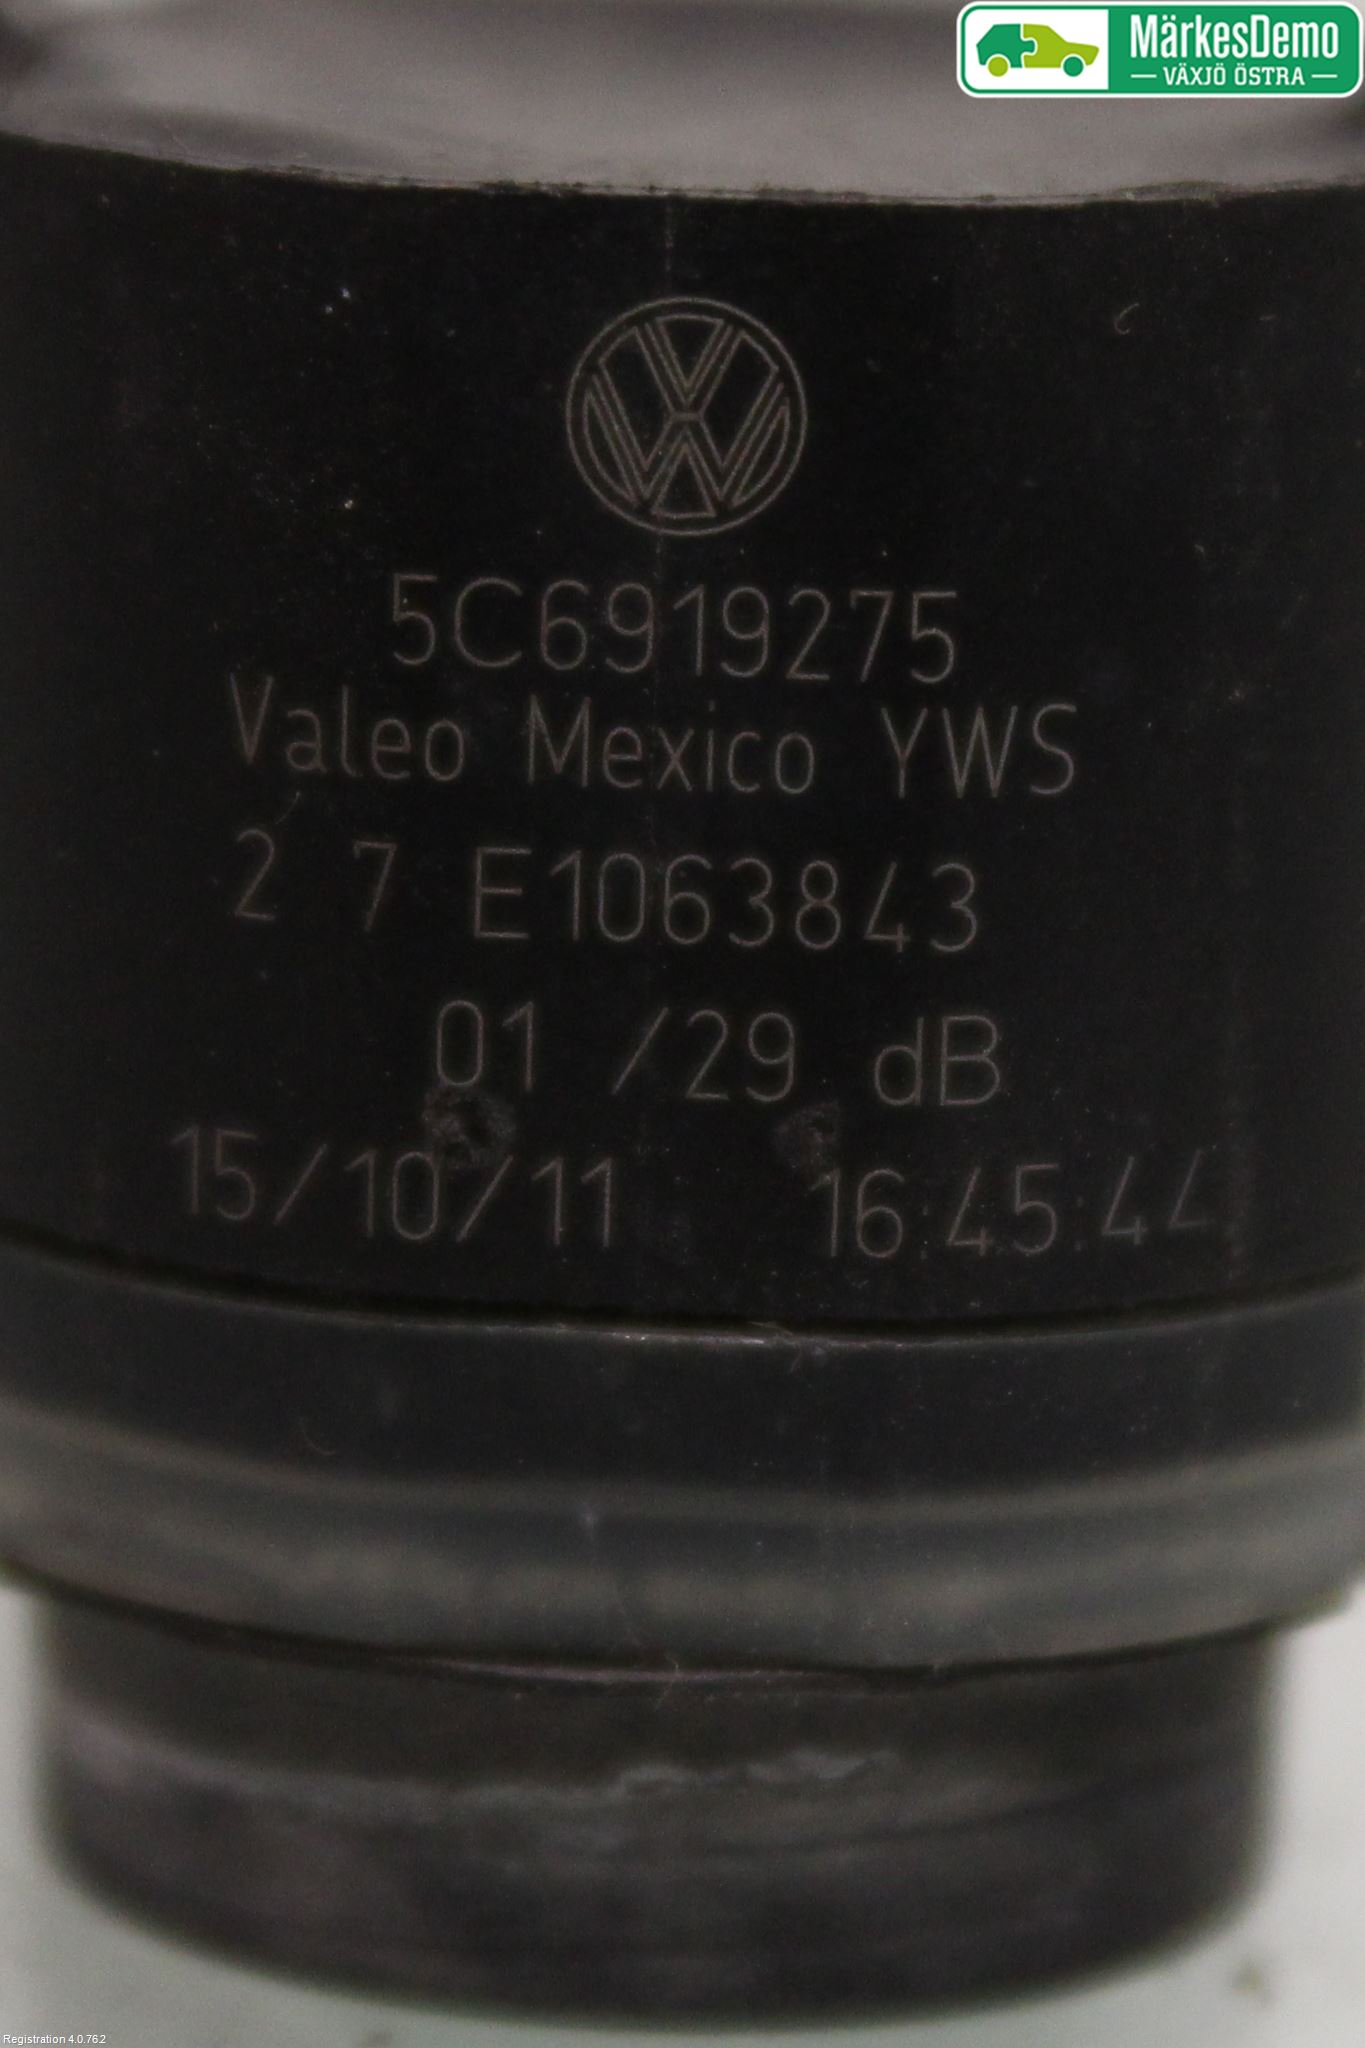 MärkesDemo
VÄXJÖ ÖSTRA
5C6919275
Valeo Mexico YWS
2 7 E1063843
01 /29 dB
15/10/11 16:45:44
Registration 4.0.762